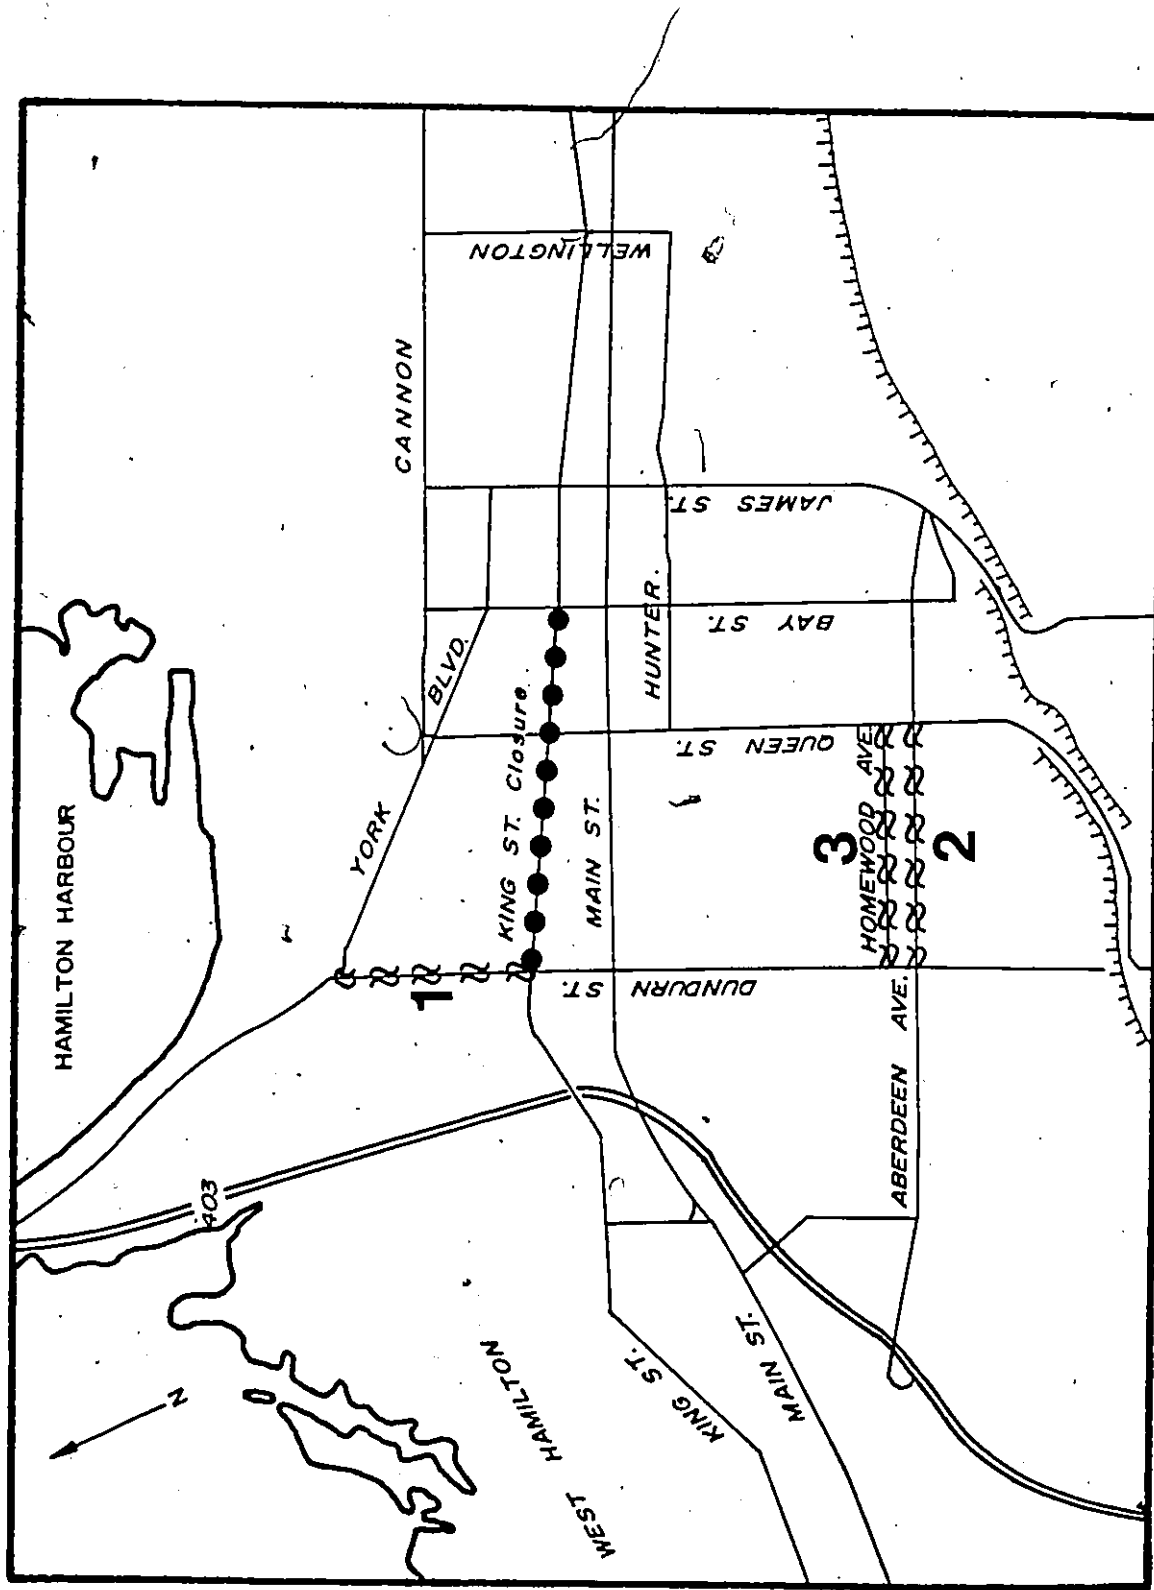 HAMILTON HARBOUR
CANNON
WELLINGTON
YORK BLVD.
KING ST. Closure
MAIN ST.
HUNTER.
JAMES ST.
BAY ST.
QUEEN ST.
DUNDURN ST.
HOMEWOOD AVE.
ABERDEEN AVE.
1
2
3
403
N
WEST HAMILTON
KING ST.
MAIN ST.